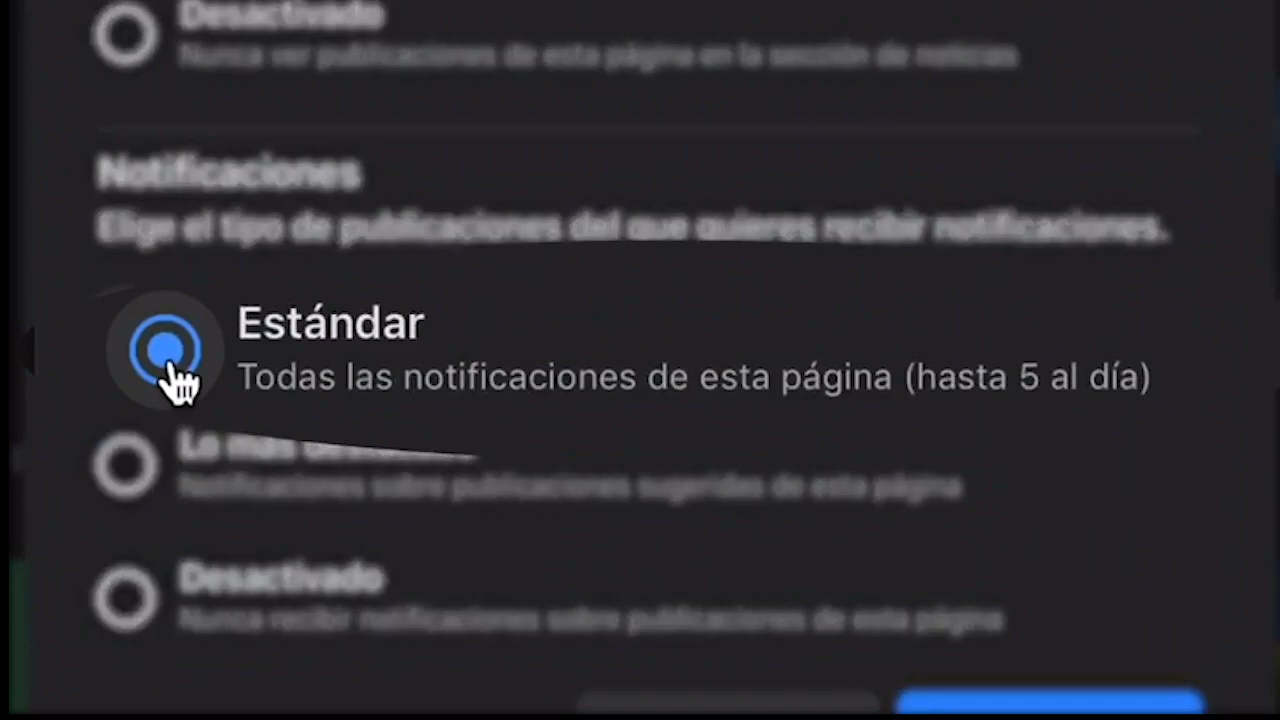 Desactivado
Nunca ver publicaciones de esta página en la sección de noticias
Notificaciones
Elige el tipo de publicaciones del que quieres recibir notificaciones.
Estándar
Todas las notificaciones de esta página (hasta 5 al día)
Lo más
Notificaciones sobre publicaciones sugeridas de esta página
Desactivado
Nunca recibir notificaciones sobre publicaciones de esta página